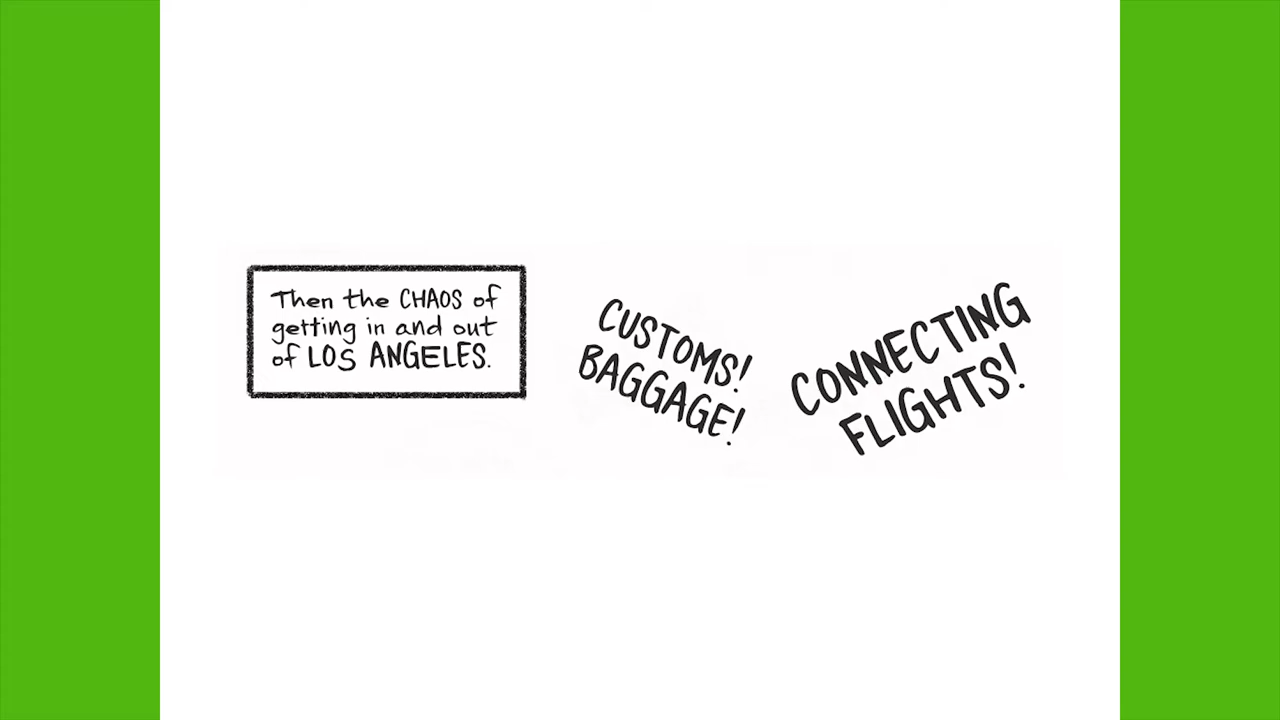 Then the CHAOS of
getting in and out
of LOS ANGELES.
CUSTOMS!
BAGGAGE!
CONNECTING
FLIGHTS!